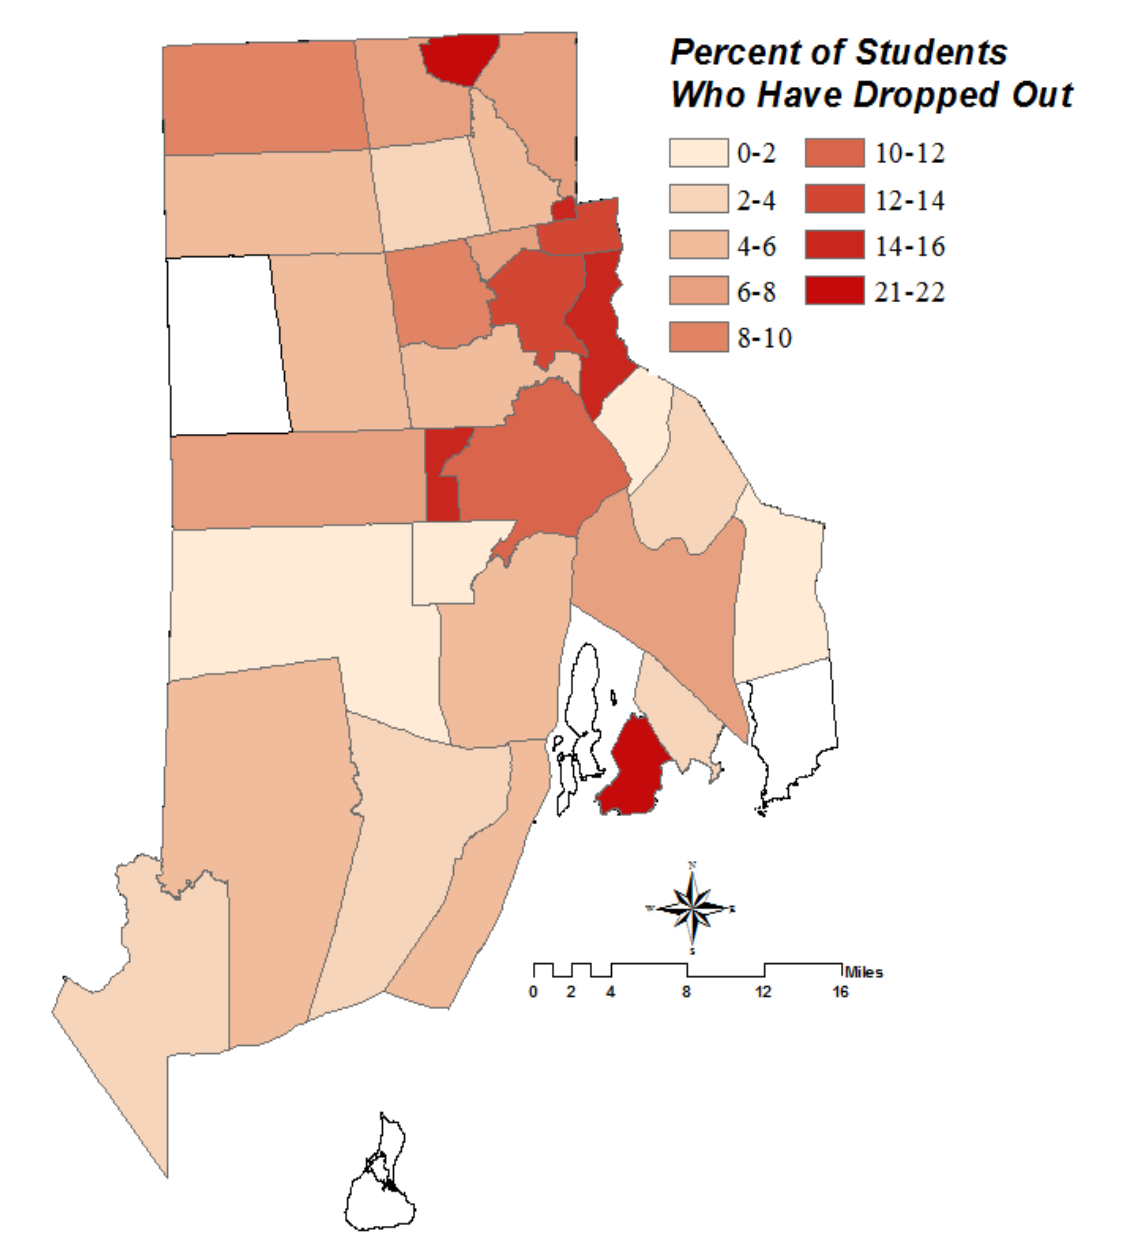 Percent of Students
Who Have Dropped Out
0-2
2-4
4-6
6-8
8-10
10-12
12-14
14-16
21-22
N
W
E
S
Miles
0 2 4 8 12 16